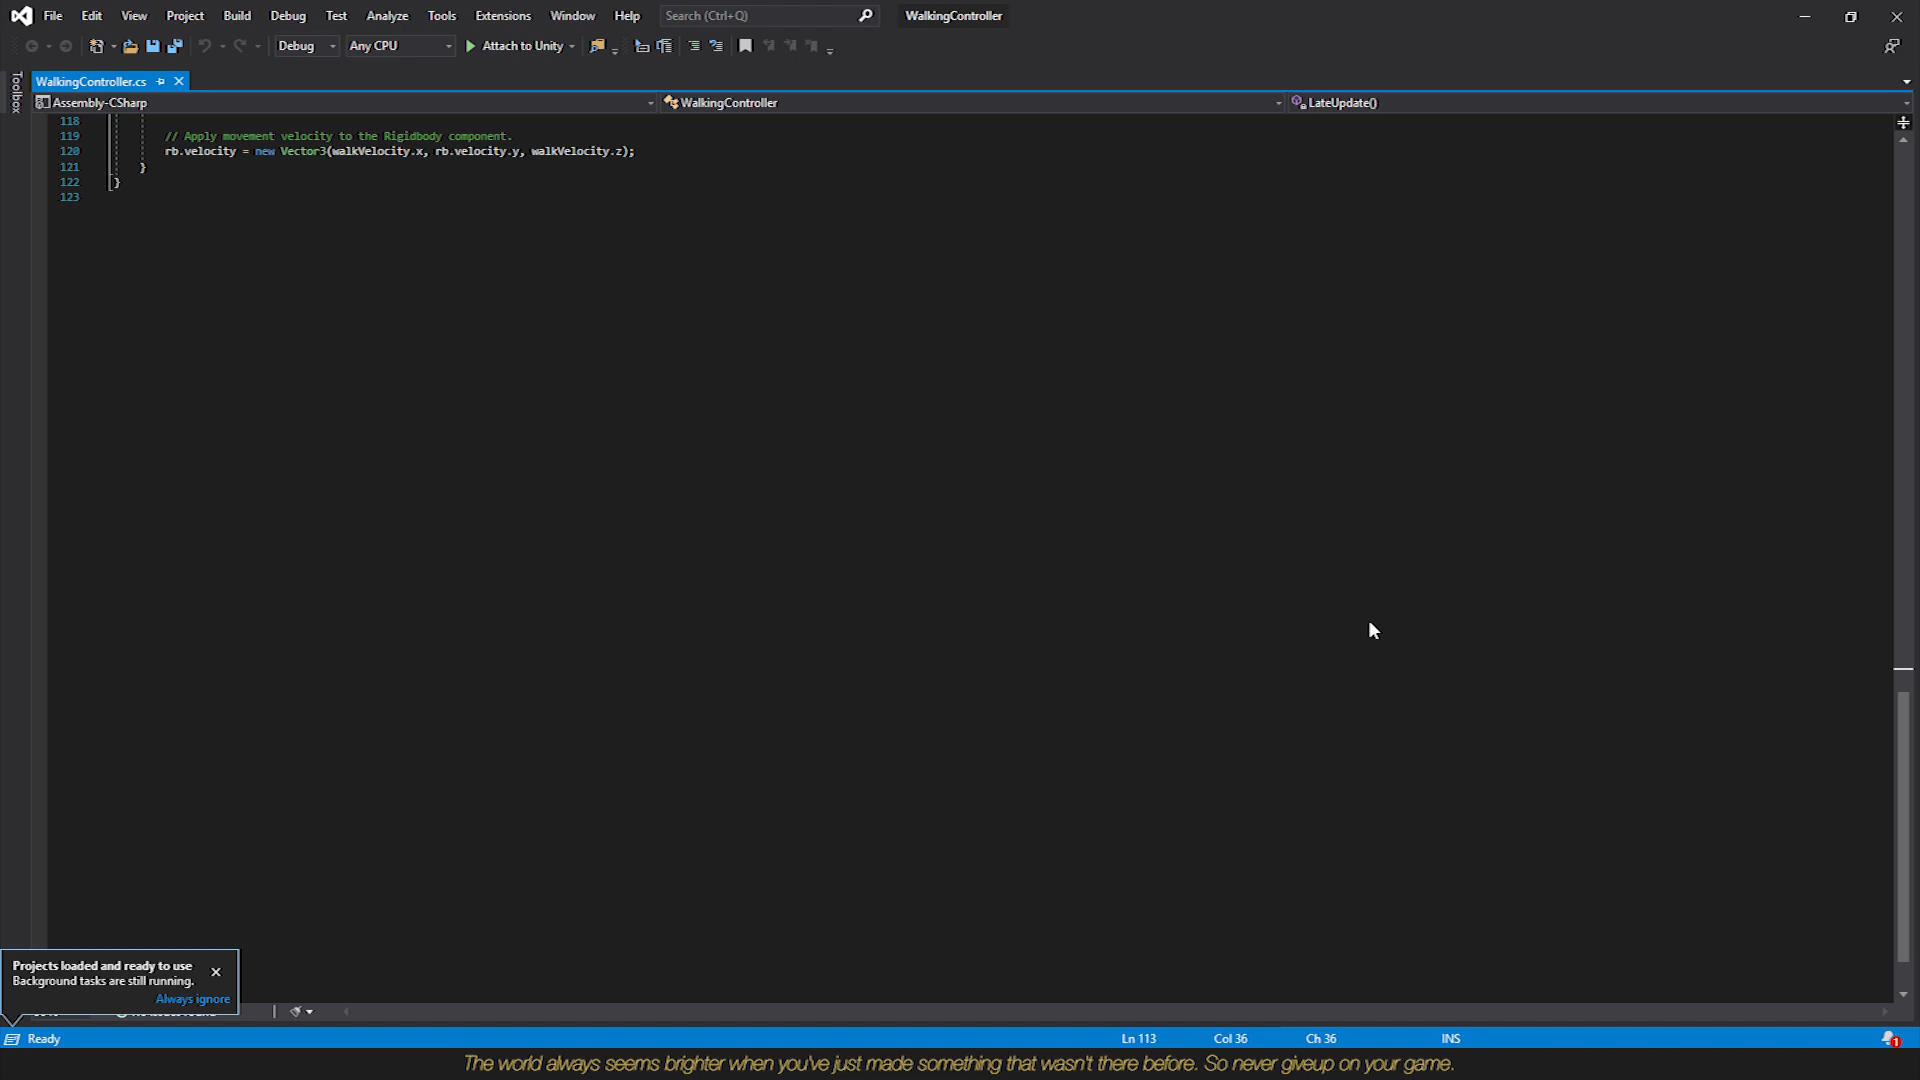 File Edit View Project Build Debug Test Analyze Tools Extensions Window Help Search (Ctrl+Q) WalkingController
Debug Any CPU Attach to Unity
Toolbox
WalkingController.cs
Assembly-CSharp WalkingController LateUpdate()
118
119 // Apply movement velocity to the Rigidbody component.
120 rb.velocity = new Vector3(walkVelocity.x, rb.velocity.y, walkVelocity.z);
121 }
122 }
123
Projects loaded and ready to use
Background tasks are still running.
Always ignore
Ready Ln 113 Col 36 Ch 36 INS 1
The world always seems brighter when you've just made something that wasn't there before. So never giveup on your game.